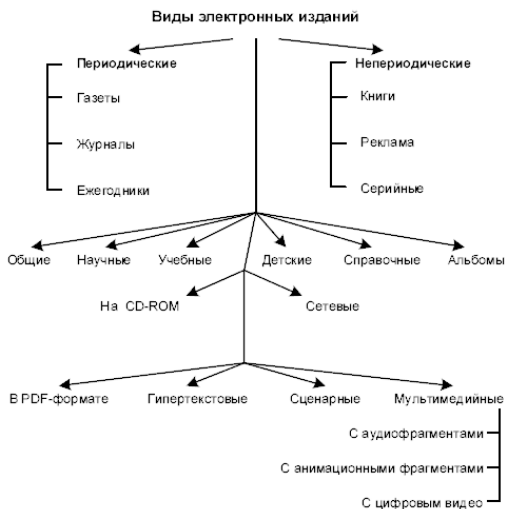 Виды электронных изданий
Периодические
Непериодические
Газеты
Книги
Журналы
Реклама
Ежегодники
Серийные
Общие
Научные
Учебные
Детские
Справочные
Альбомы
На CD-ROM
Сетевые
В PDF-формате
Гипертекстовые
Сценарные
Мультимедийные
С аудиофрагментами
С анимационными фрагментами
С цифровым видео